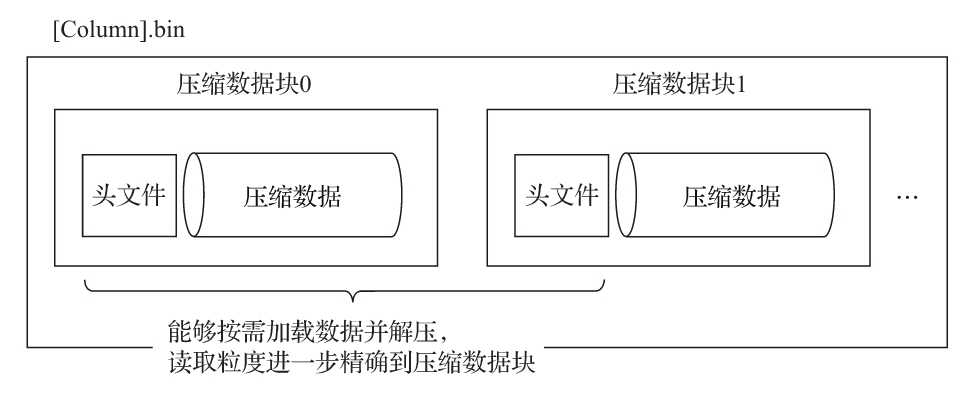 [Column].bin
压缩数据块0
压缩数据块1
头文件
压缩数据
头文件
压缩数据
…
能够按需加载数据并解压，
读取粒度进一步精确到压缩数据块